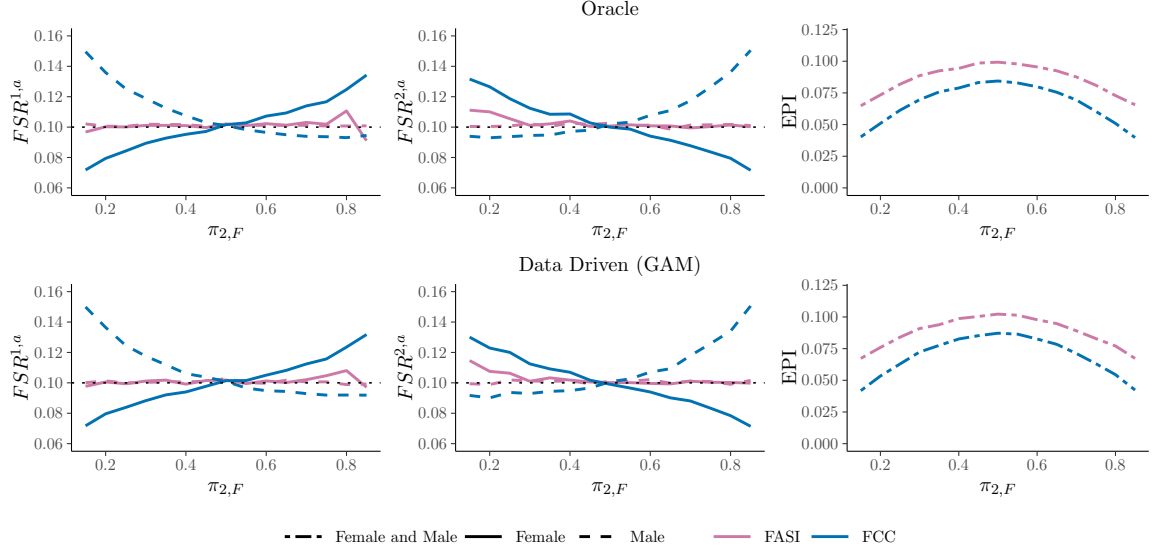 Oracle
0.16
0.14
0.12
0.10
0.08
0.06
FSR^{1,a}
0.2 0.4 0.6 0.8
π_{2,F}
0.16
0.14
0.12
0.10
0.08
0.06
FSR^{2,a}
0.2 0.4 0.6 0.8
π_{2,F}
0.125
0.100
0.075
0.050
0.025
0.000
EPI
0.2 0.4 0.6 0.8
π_{2,F}
Data Driven (GAM)
0.16
0.14
0.12
0.10
0.08
0.06
FSR^{1,a}
0.2 0.4 0.6 0.8
π_{2,F}
0.16
0.14
0.12
0.10
0.08
0.06
FSR^{2,a}
0.2 0.4 0.6 0.8
π_{2,F}
0.125
0.100
0.075
0.050
0.025
0.000
EPI
0.2 0.4 0.6 0.8
π_{2,F}
Female and Male Female Male FASI FCC